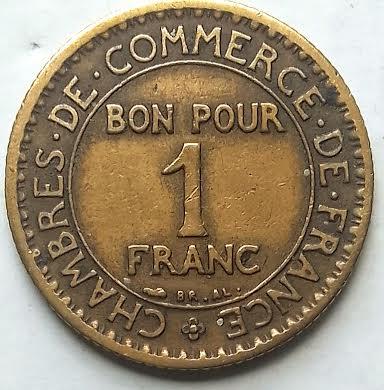 CHAMBRES·DE·COMMERCE·DE·FRANCE
BON POUR
1
FRANC
BR.AL.